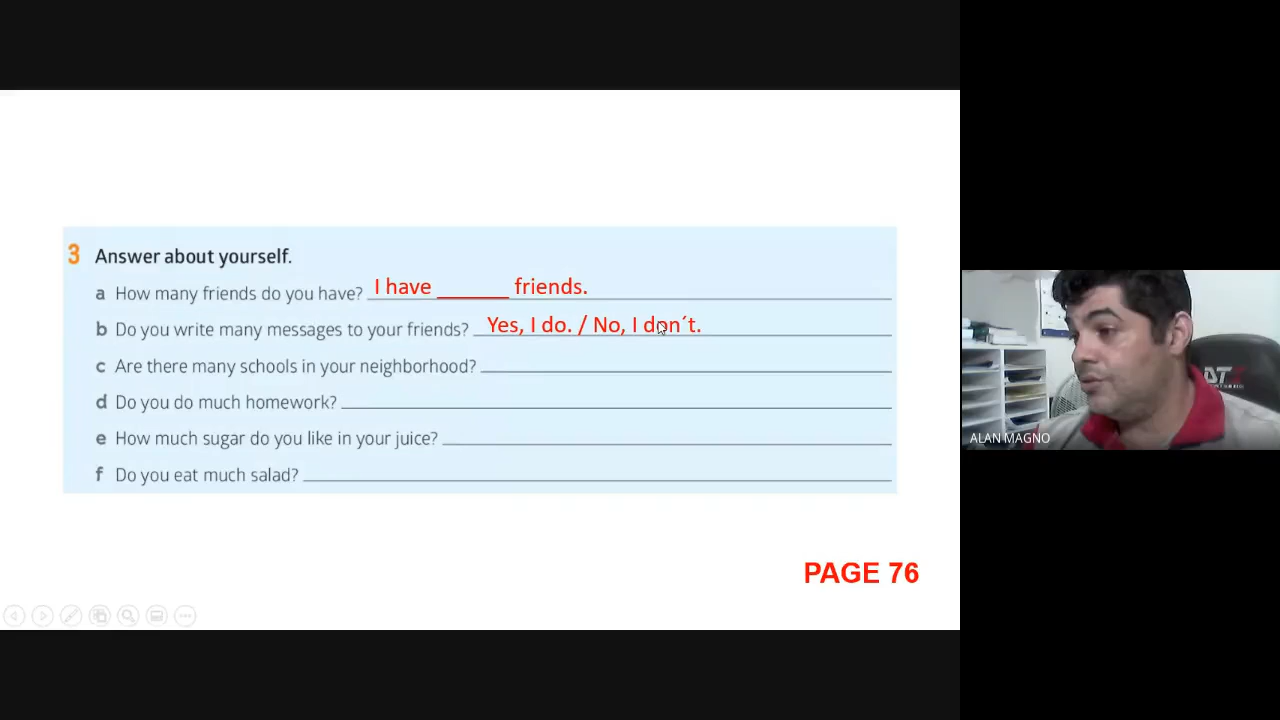 3 Answer about yourself.
a How many friends do you have? I have ______ friends.
b Do you write many messages to your friends? Yes, I do. / No, I don´t.
c Are there many schools in your neighborhood?
d Do you do much homework?
e How much sugar do you like in your juice?
f Do you eat much salad?
PAGE 76
ALAN MAGNO